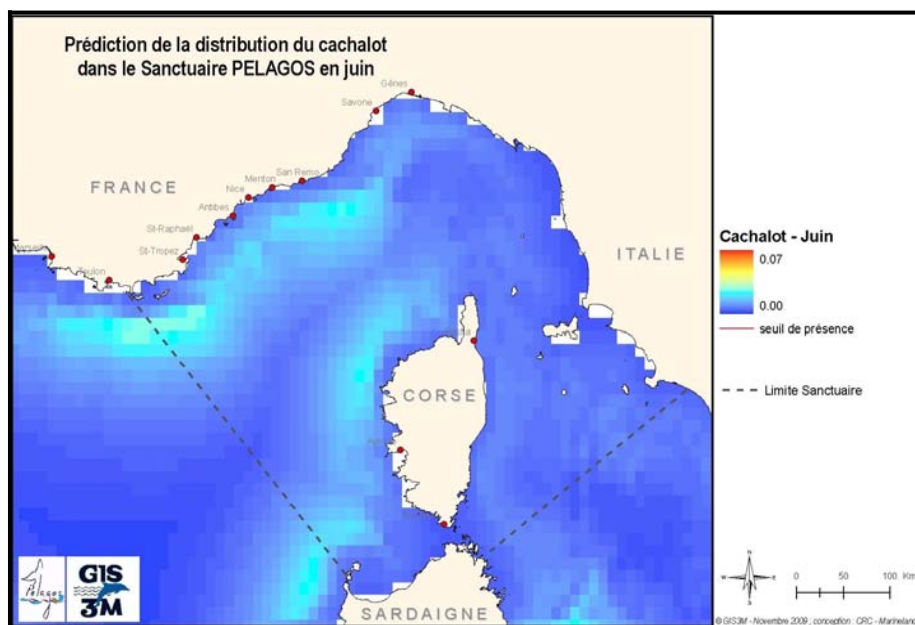 Prédiction de la distribution du cachalot
dans le Sanctuaire PELAGOS en juin
Gênes
Savone
FRANCE
Menton
San Remo
Nice
Antibes
St-Raphaël
St-Tropez
Toulon
ITALIE
CORSE
SARDAIGNE
Cachalot - Juin
0.07
0.00
seuil de présence
Limite Sanctuaire
N
W
E
S
0 50 100 Km
Pelagos
GIS
3M
© GIS3M - Novembre 2009 ; conception : CRC - Marineland